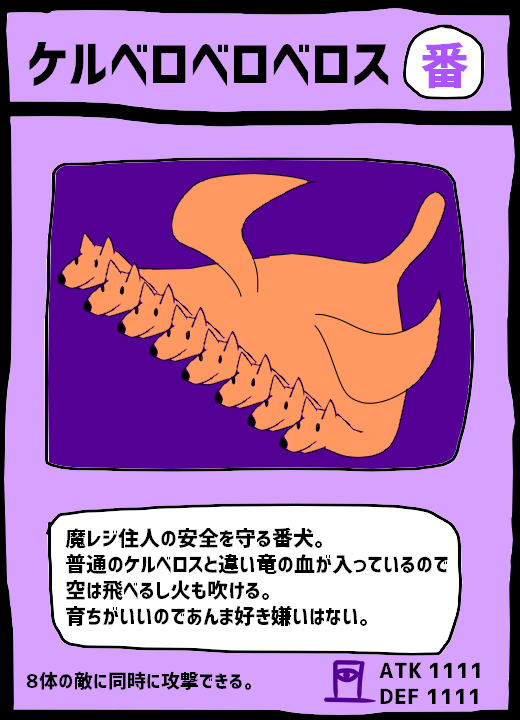 ケルベロベロベロス
番
魔レジ住人の安全を守る番犬。
普通のケルベロスと違い竜の血が入っているので
空は飛べるし火も吹ける。
育ちがいいのであんま好き嫌いはない。
8体の敵に同時に攻撃できる。
ATK 1111
DEF 1111